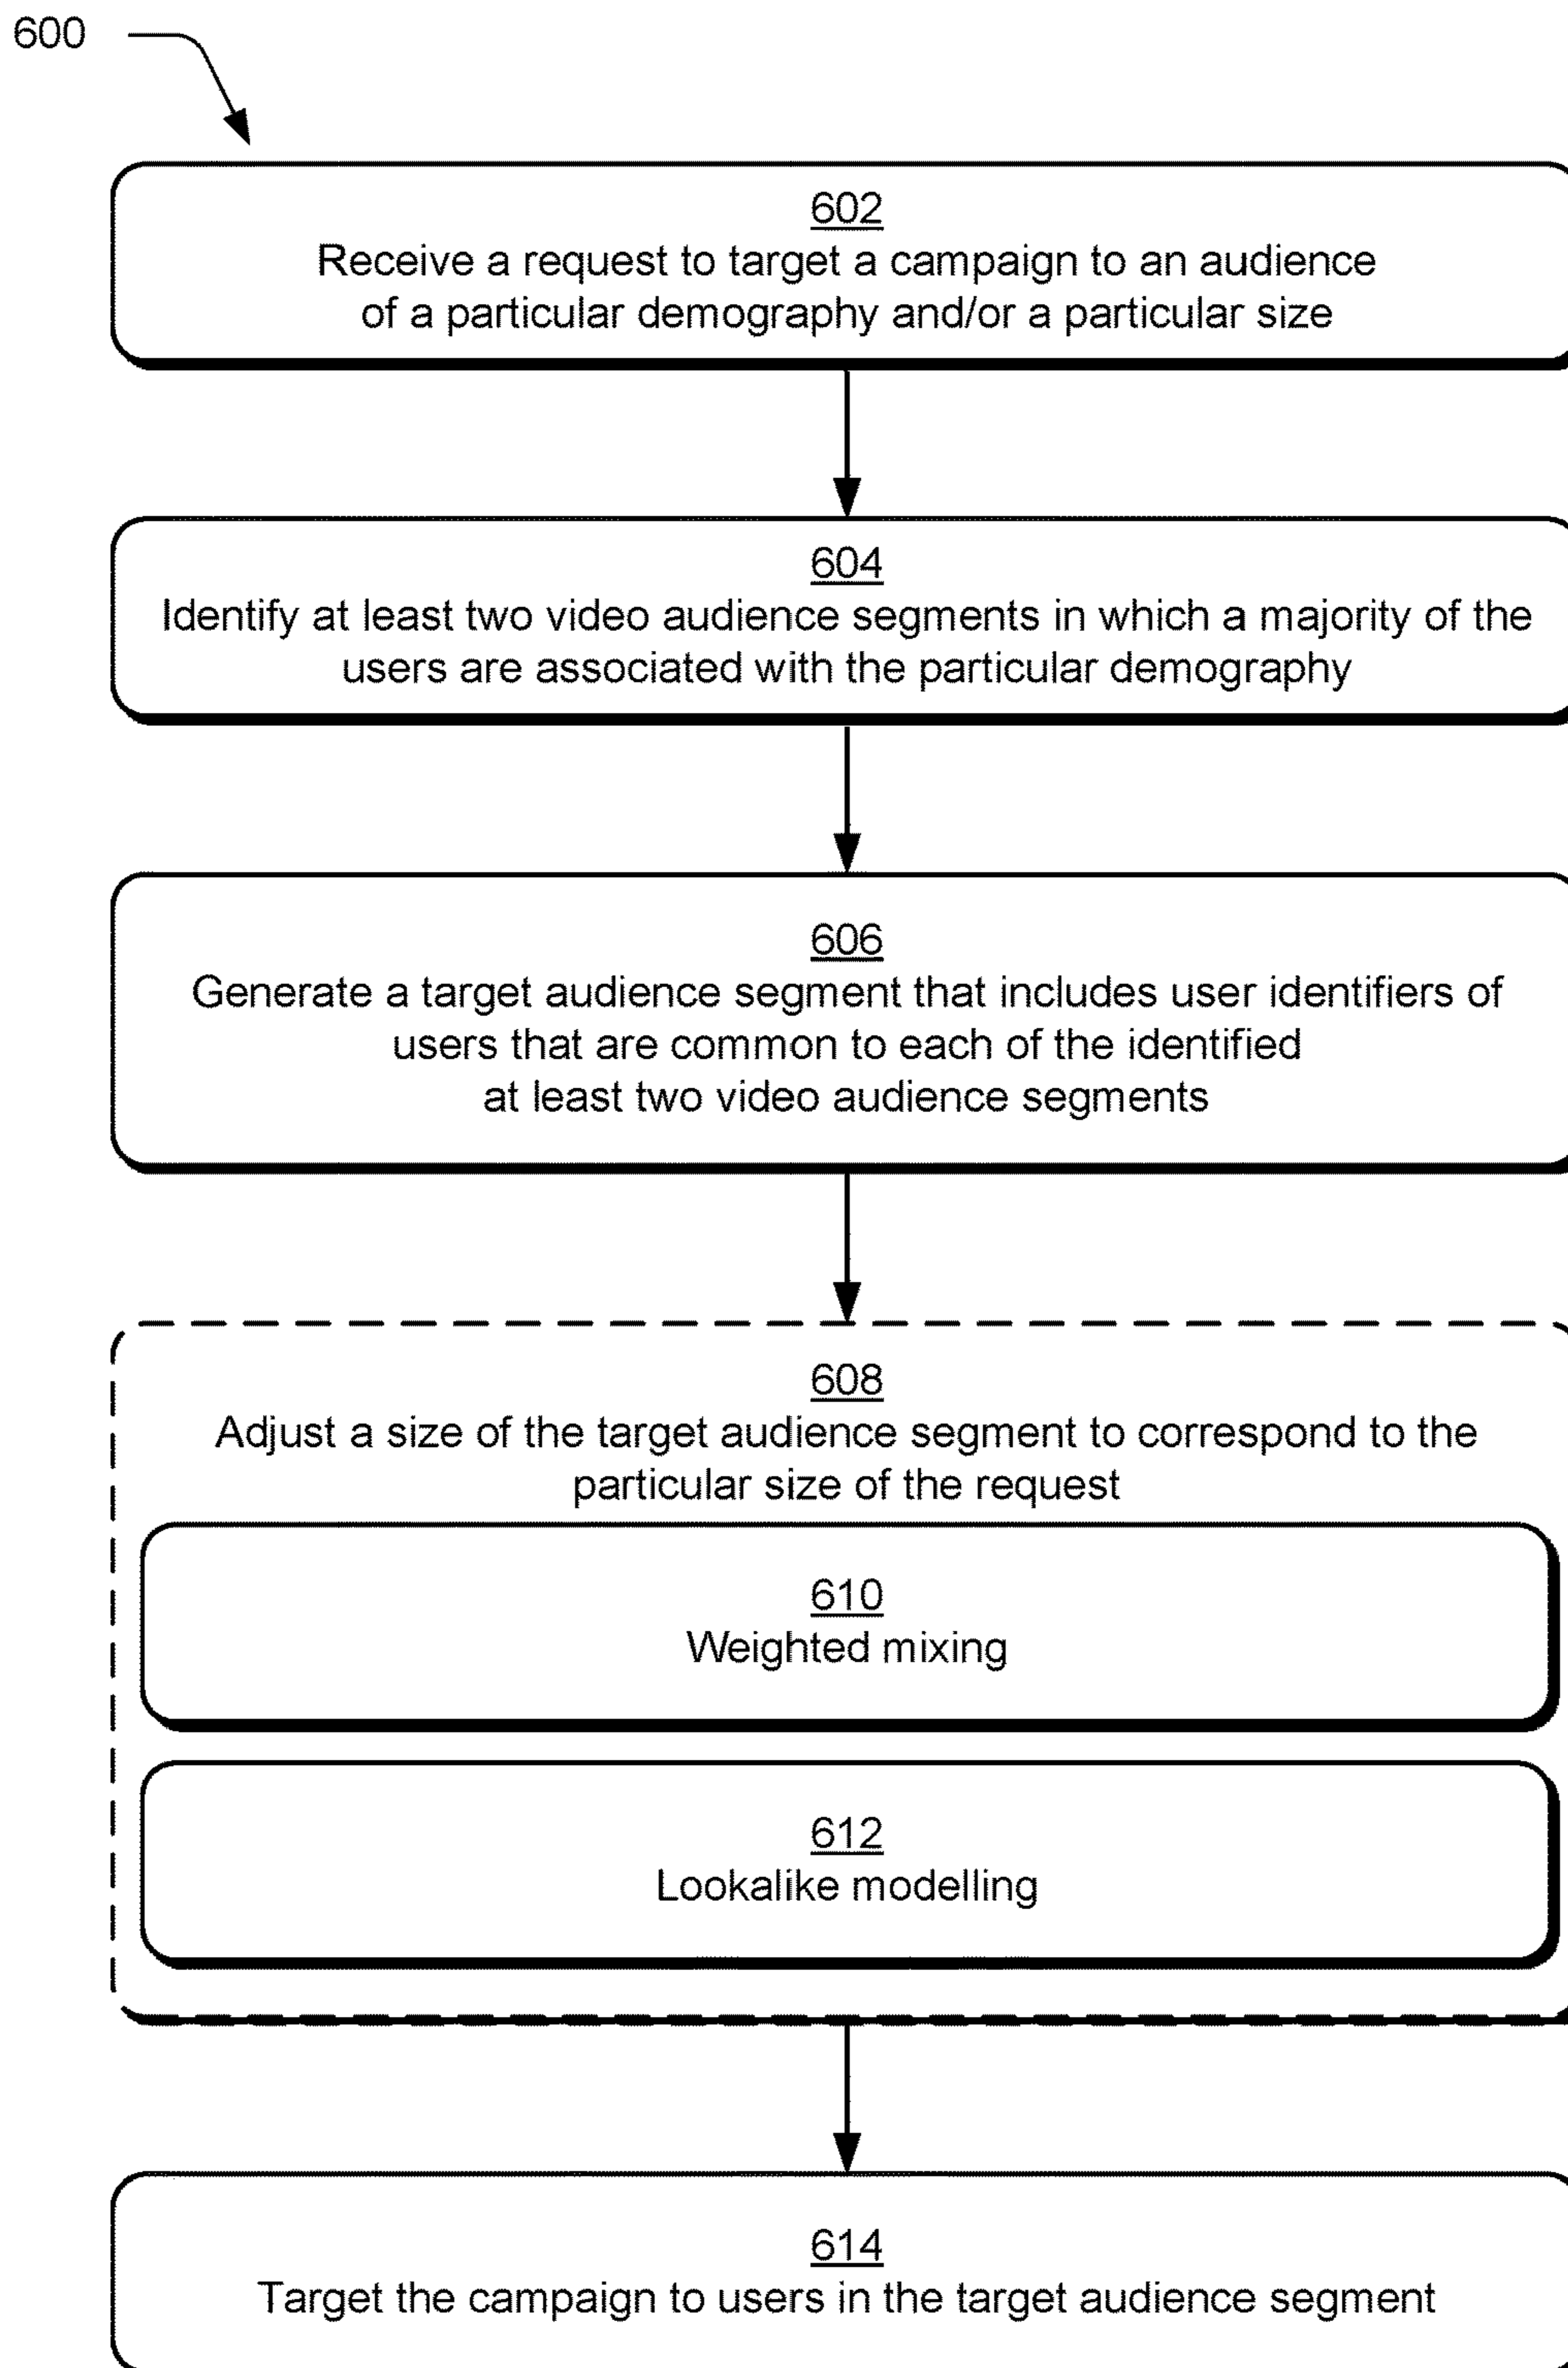 600
602
Receive a request to target a campaign to an audience
of a particular demography and/or a particular size
604
Identify at least two video audience segments in which a majority of the
users are associated with the particular demography
606
Generate a target audience segment that includes user identifiers of
users that are common to each of the identified
at least two video audience segments
608
Adjust a size of the target audience segment to correspond to the
particular size of the request
610
Weighted mixing
612
Lookalike modelling
614
Target the campaign to users in the target audience segment